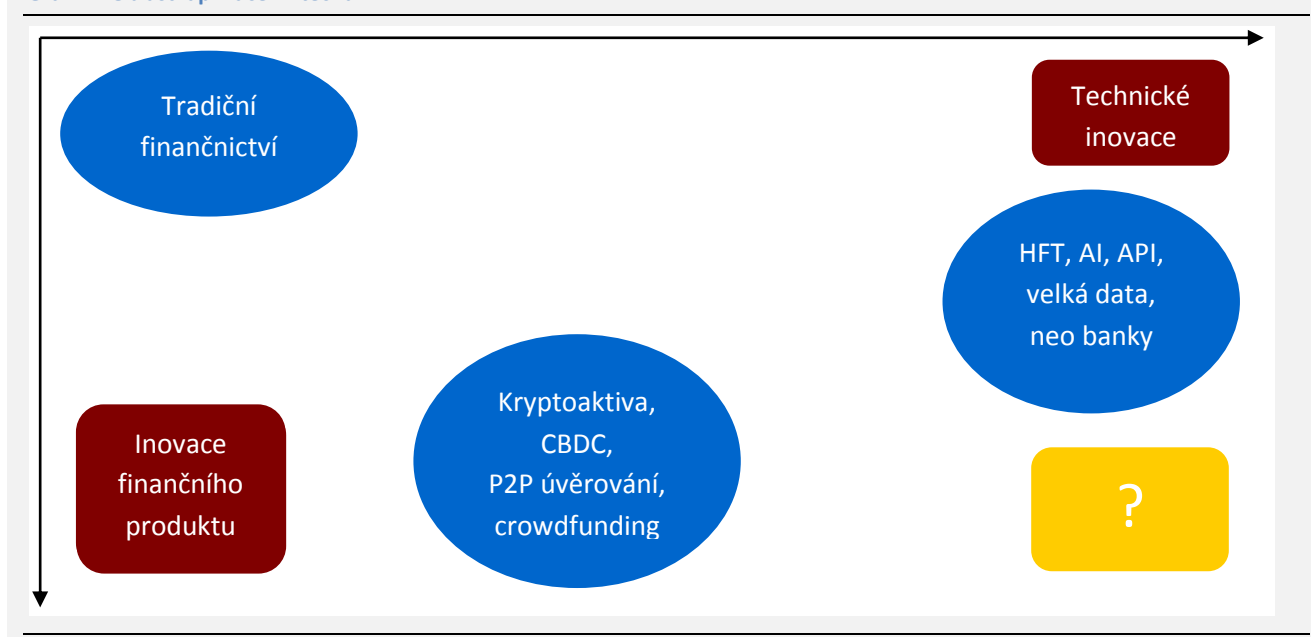 Tradiční
finančnictví
Technické
inovace
HFT, AI, API,
velká data,
neo banky
Kryptoaktiva,
CBDC,
P2P úvěrování,
crowdfunding
Inovace
finančního
produktu
?